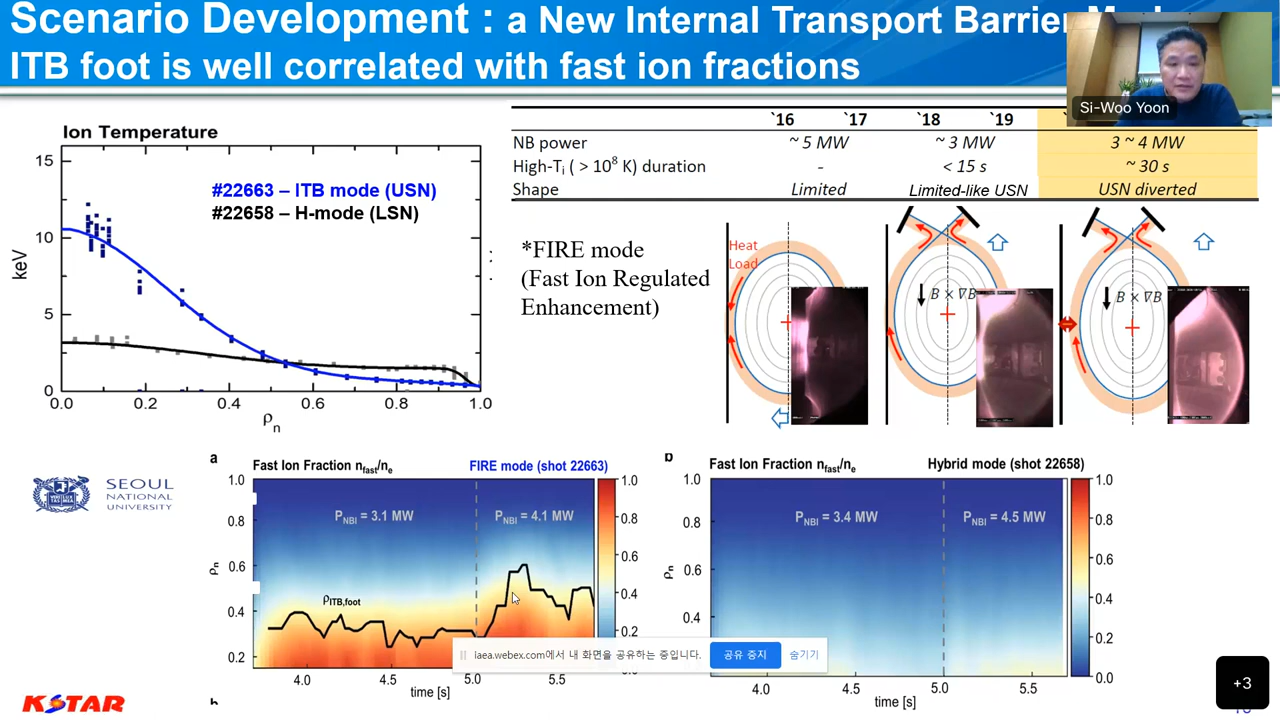 Scenario Development : a New Internal Transport Barrier
ITB foot is well correlated with fast ion fractions
Si-Woo Yoon
Ion Temperature
15
10
5
0
keV
#22663 – ITB mode (USN)
#22658 – H-mode (LSN)
0.0 0.2 0.4 0.6 0.8 1.0
ρn
`16 `17 `18 `19
NB power ~ 5 MW ~ 3 MW 3 ~ 4 MW
High-Ti ( > 10⁸ K) duration - < 15 s ~ 30 s
Shape Limited Limited-like USN USN diverted
*FIRE mode
(Fast Ion Regulated
Enhancement)
Heat
Load
B × ∇B
B × ∇B
SEOUL
NATIONAL
UNIVERSITY
KSTAR
a
Fast Ion Fraction nfast/ne FIRE mode (shot 22663)
PNBI = 3.1 MW PNBI = 4.1 MW
ρITB,foot
ρn
1.0
0.8
0.6
0.4
0.2
1.0
0.8
0.6
0.4
0.2
4.0 4.5 5.0 5.5
time [s]
b
Fast Ion Fraction nfast/ne Hybrid mode (shot 22658)
PNBI = 3.4 MW PNBI = 4.5 MW
ρn
1.0
0.8
0.6
0.4
1.0
0.8
0.6
0.4
0.2
0.0
4.0 4.5 5.0 5.5
time [s]
iaea.webex.com에서 내 화면을 공유하는 중입니다. 공유 중지 숨기기
+3